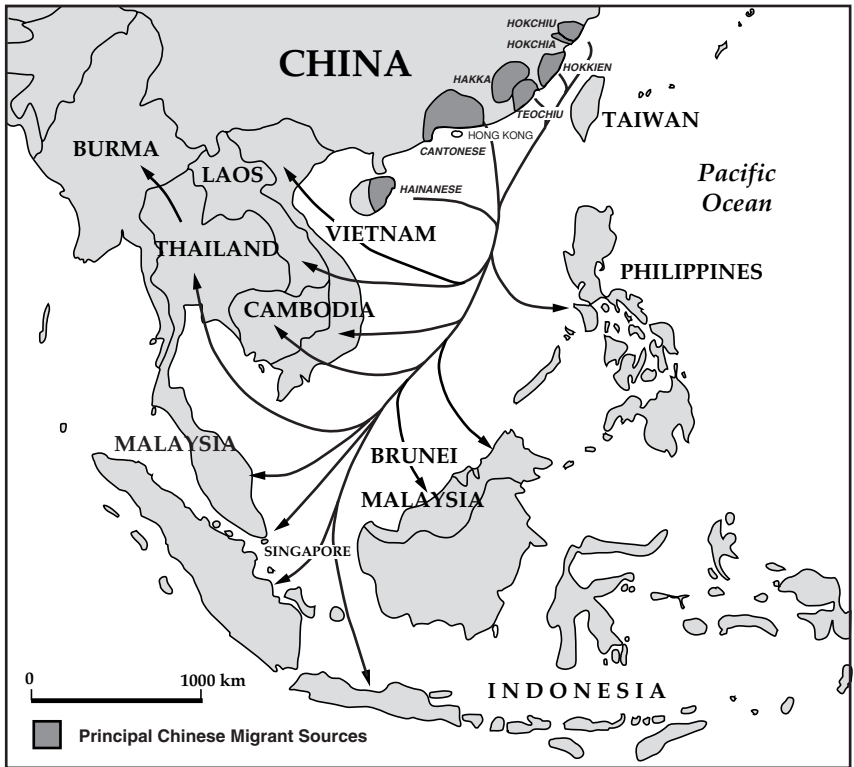 HOKCHIU
HOKCHIA
CHINA
HOKKIEN
HAKKA
TEOCHIU
TAIWAN
HONG KONG
BURMA
CANTONESE
LAOS
Pacific
Ocean
HAINANESE
VIETNAM
THAILAND
PHILIPPINES
CAMBODIA
MALAYSIA
BRUNEI
MALAYSIA
SINGAPORE
0
1000 km
INDONESIA
Principal Chinese Migrant Sources